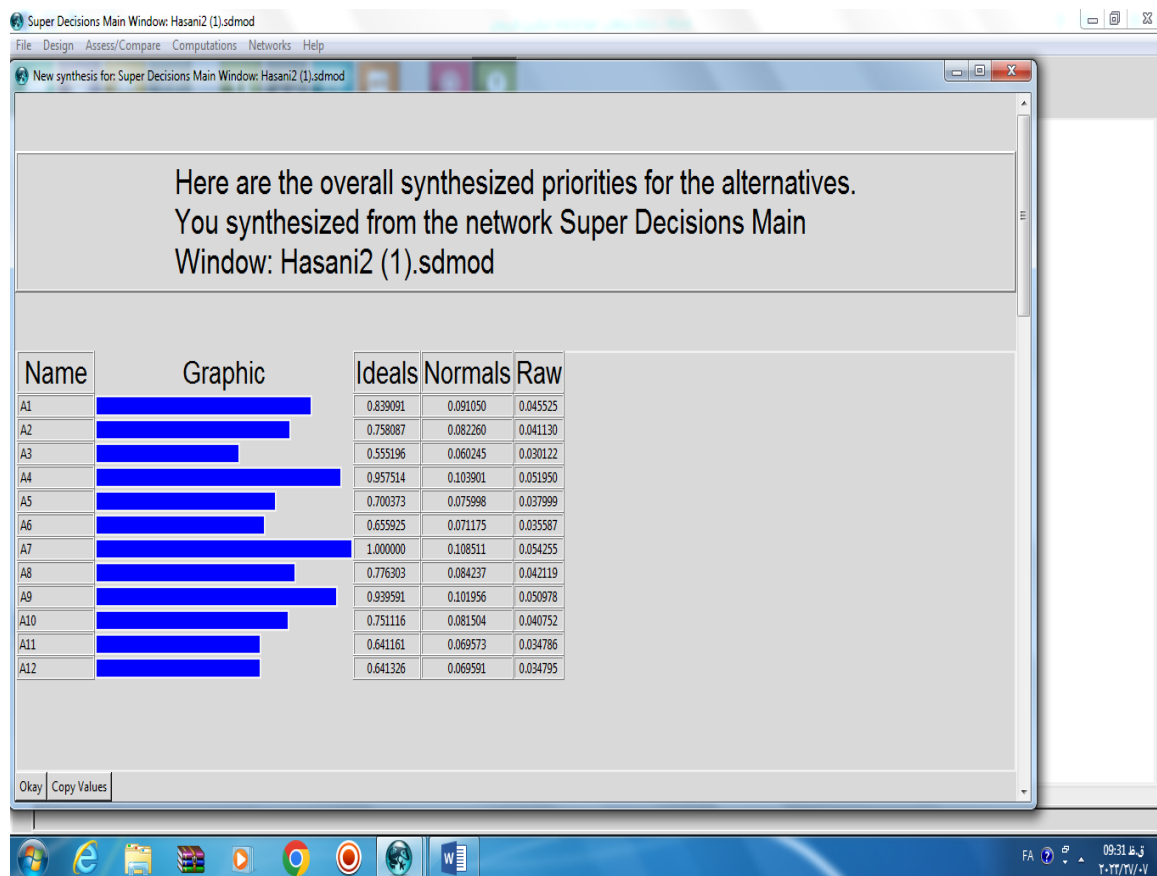 Super Decisions Main Window: Hasani2 (1).sdmod
File Design Assess/Compare Computations Networks Help
New synthesis for: Super Decisions Main Window: Hasani2 (1).sdmod
Here are the overall synthesized priorities for the alternatives.
You synthesized from the network Super Decisions Main
Window: Hasani2 (1).sdmod
Name Graphic Ideals Normals Raw
A1 0.839091 0.091050 0.045525
A2 0.758087 0.082260 0.041130
A3 0.555196 0.060245 0.030122
A4 0.957514 0.103901 0.051950
A5 0.700373 0.075998 0.037999
A6 0.655925 0.071175 0.035587
A7 1.000000 0.108511 0.054255
A8 0.776303 0.084237 0.042119
A9 0.939591 0.101956 0.050978
A10 0.751116 0.081504 0.040752
A11 0.641161 0.069573 0.034786
A12 0.641326 0.069591 0.034795
Okay Copy Values
W
FA 09:31 ق.ظ